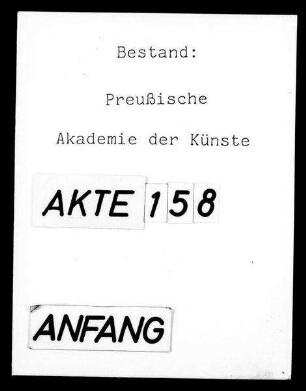 Bestand:
Preußische
Akademie der Künste
AKTE 158
ANFANG